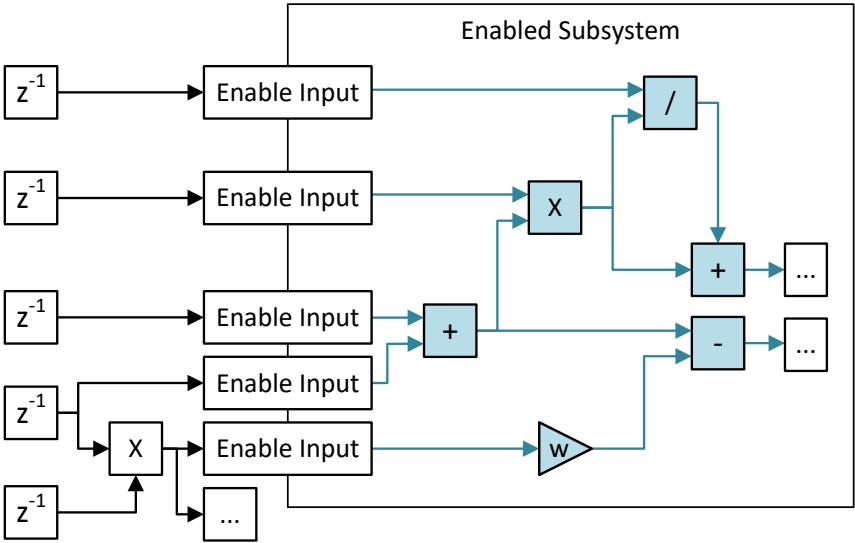 Enabled Subsystem
z⁻¹
Enable Input
/
z⁻¹
Enable Input
X
+
...
z⁻¹
Enable Input
+
-
...
z⁻¹
Enable Input
X
Enable Input
w
z⁻¹
...